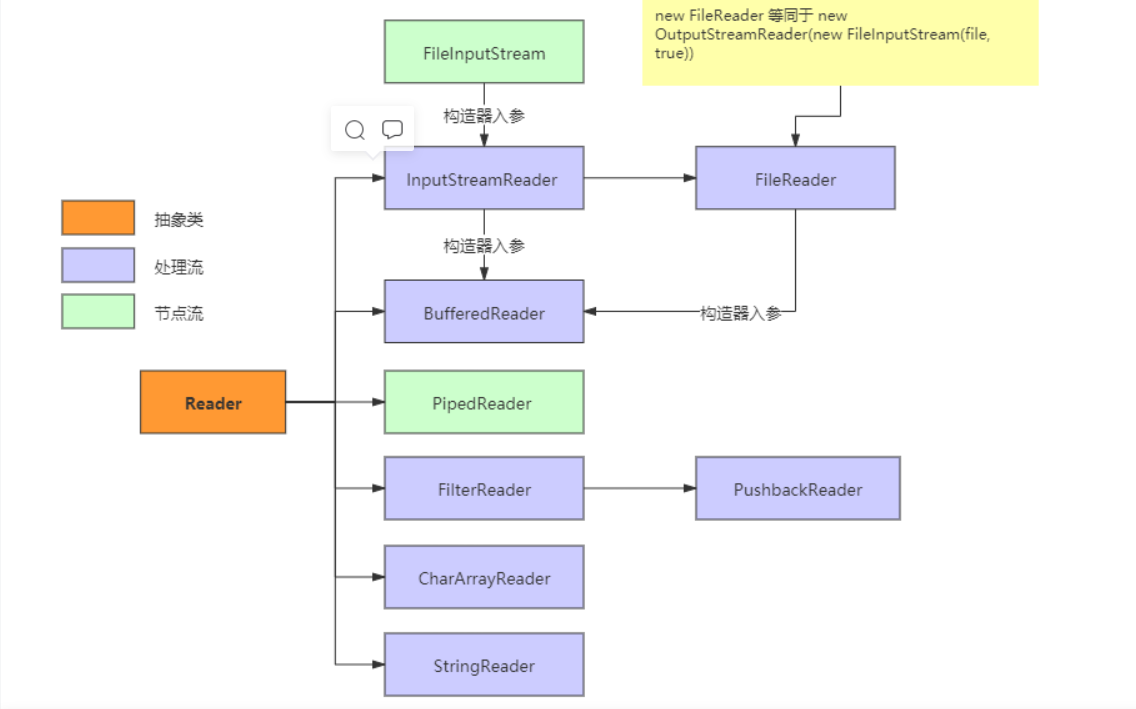 new FileReader 等同于 new
OutputStreamReader(new FileInputStream(file,
true))
FileInputStream
构造器入参
InputStreamReader
FileReader
抽象类
构造器入参
处理流
节点流
BufferedReader
构造器入参
Reader
PipedReader
FilterReader
PushbackReader
CharArrayReader
StringReader